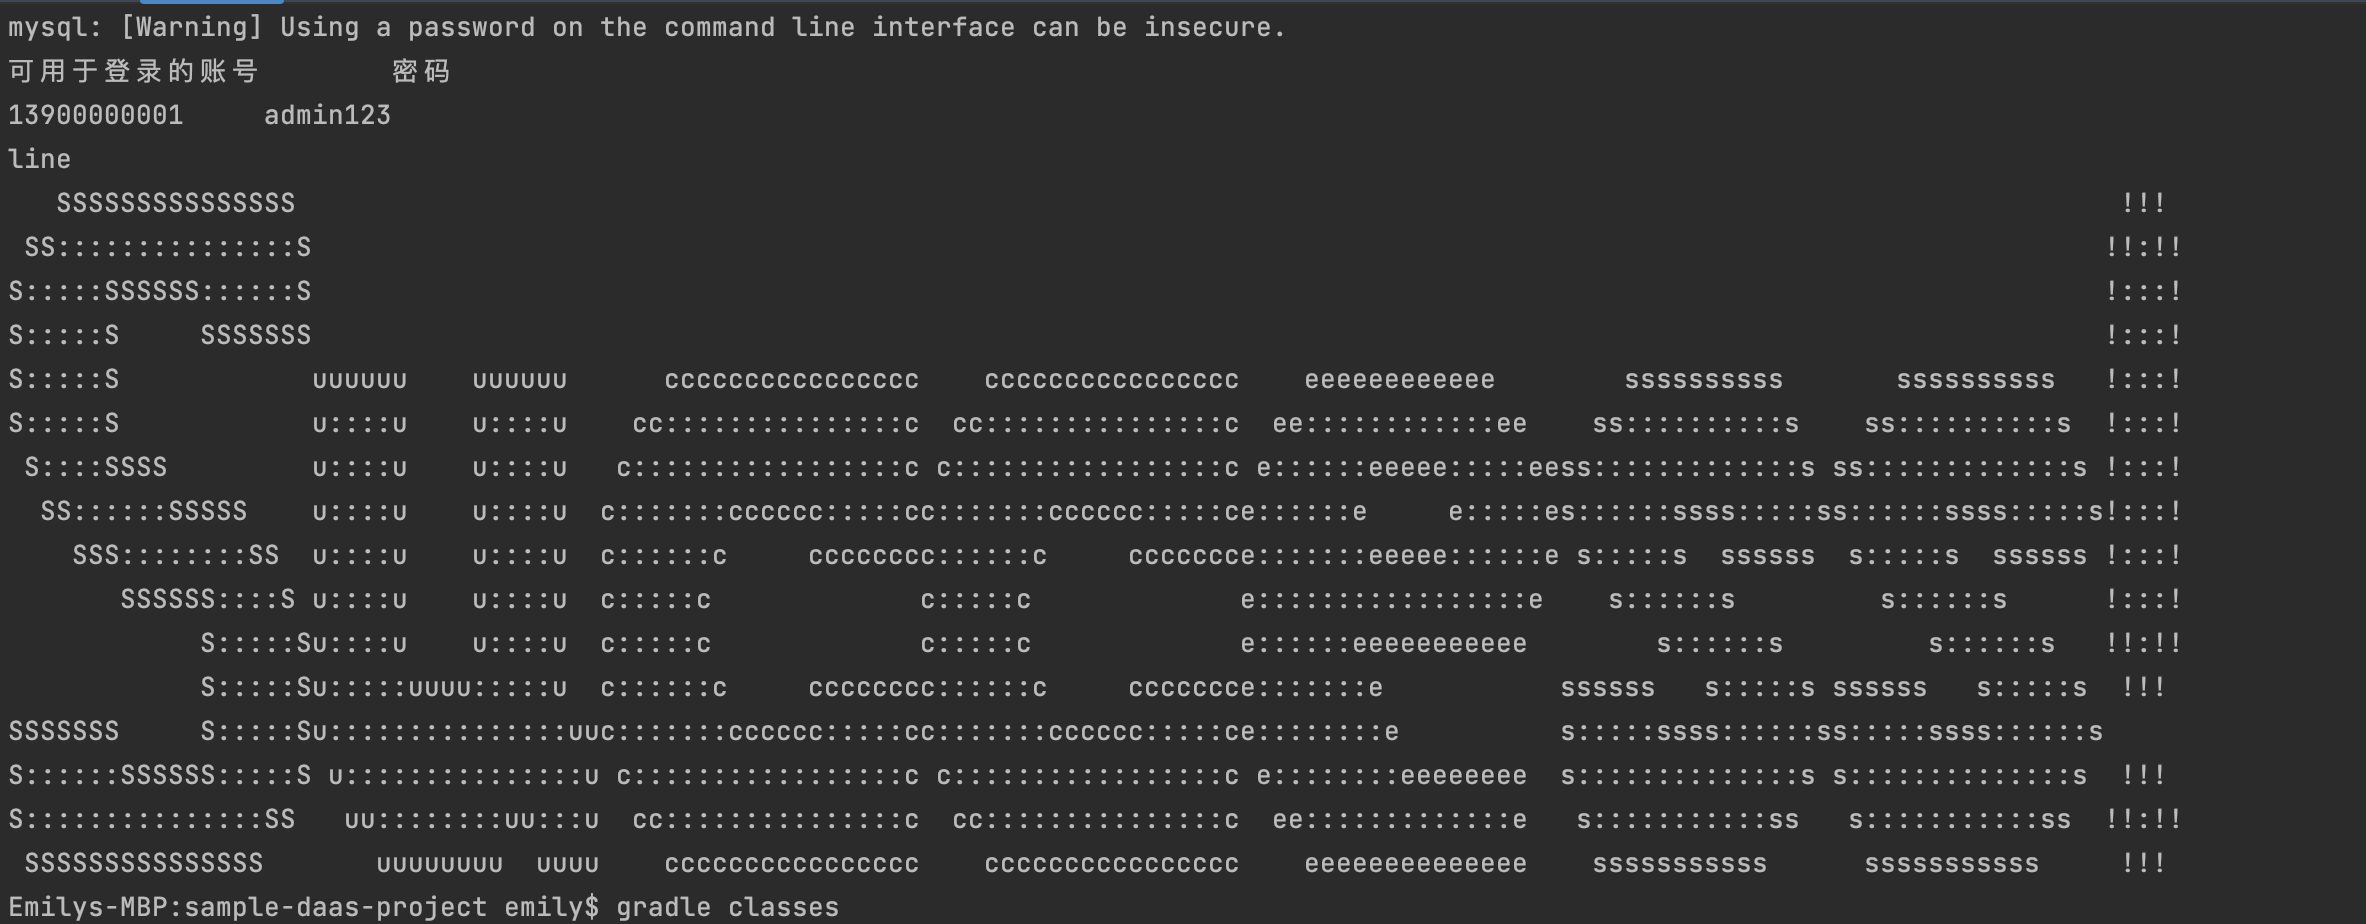 mysql: [Warning] Using a password on the command line interface can be insecure.
可用于登录的账号        密码
13900000001     admin123
line
   SSSSSSSSSSSSSSS                                                                                                                  !!!
 SS:::::::::::::::S                                                                                                                !!:!!
S:::::SSSSSS::::::S                                                                                                                !:::!
S:::::S     SSSSSSS                                                                                                                !:::!
S:::::S            uuuuuu    uuuuuu      cccccccccccccccc    cccccccccccccccc    eeeeeeeeeeee        ssssssssss       ssssssssss   !:::!
S:::::S            u::::u    u::::u    cc:::::::::::::::c  cc:::::::::::::::c  ee::::::::::::ee    ss::::::::::s    ss::::::::::s  !:::!
 S::::SSSS         u::::u    u::::u   c:::::::::::::::::c c:::::::::::::::::c e::::::eeeee:::::eess:::::::::::::s ss:::::::::::::s !:::!
  SS::::::SSSSS    u::::u    u::::u  c:::::::cccccc:::::cc:::::::cccccc:::::ce::::::e     e:::::es::::::ssss:::::ss::::::ssss:::::s!:::!
    SSS::::::::SS  u::::u    u::::u  c::::::c     cccccccc::::::c     ccccccce:::::::eeeee::::::e s:::::s  ssssss  s:::::s  ssssss !:::!
       SSSSSS::::S u::::u    u::::u  c:::::c             c:::::c             e:::::::::::::::::e    s::::::s         s::::::s      !:::!
            S:::::Su::::u    u::::u  c:::::c             c:::::c             e::::::eeeeeeeeeee        s::::::s         s::::::s   !!:!!
            S:::::Su:::::uuuu:::::u  c::::::c     cccccccc::::::c     ccccccce:::::::e           ssssss   s:::::s ssssss   s:::::s  !!!
SSSSSSS     S:::::Su:::::::::::::::uuc:::::::cccccc:::::cc:::::::cccccc:::::ce::::::::e          s:::::ssss::::::ss:::::ssss::::::s
S::::::SSSSSS:::::S u:::::::::::::::u c:::::::::::::::::c c:::::::::::::::::c e::::::::eeeeeeee  s::::::::::::::s s::::::::::::::s  !!!
S:::::::::::::::SS   uu::::::::uu:::u  cc:::::::::::::::c  cc:::::::::::::::c  ee:::::::::::::e   s:::::::::::ss   s:::::::::::ss  !!:!!
 SSSSSSSSSSSSSSS       uuuuuuuu  uuuu    cccccccccccccccc    cccccccccccccccc    eeeeeeeeeeeeee    sssssssssss      sssssssssss     !!!
Emilys-MBP:sample-daas-project emily$ gradle classes